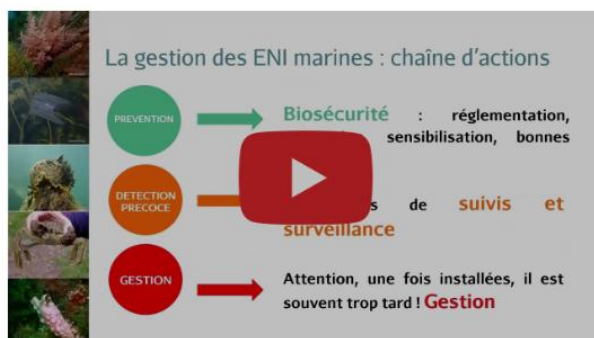 La gestion des ENI marines : chaîne d'actions
PREVENTION
Biosécurité : réglementation,
sensibilisation, bonnes
DETECTION
PRECOCE
de suivis et
surveillance
GESTION
Attention, une fois installées, il est
souvent trop tard ! Gestion